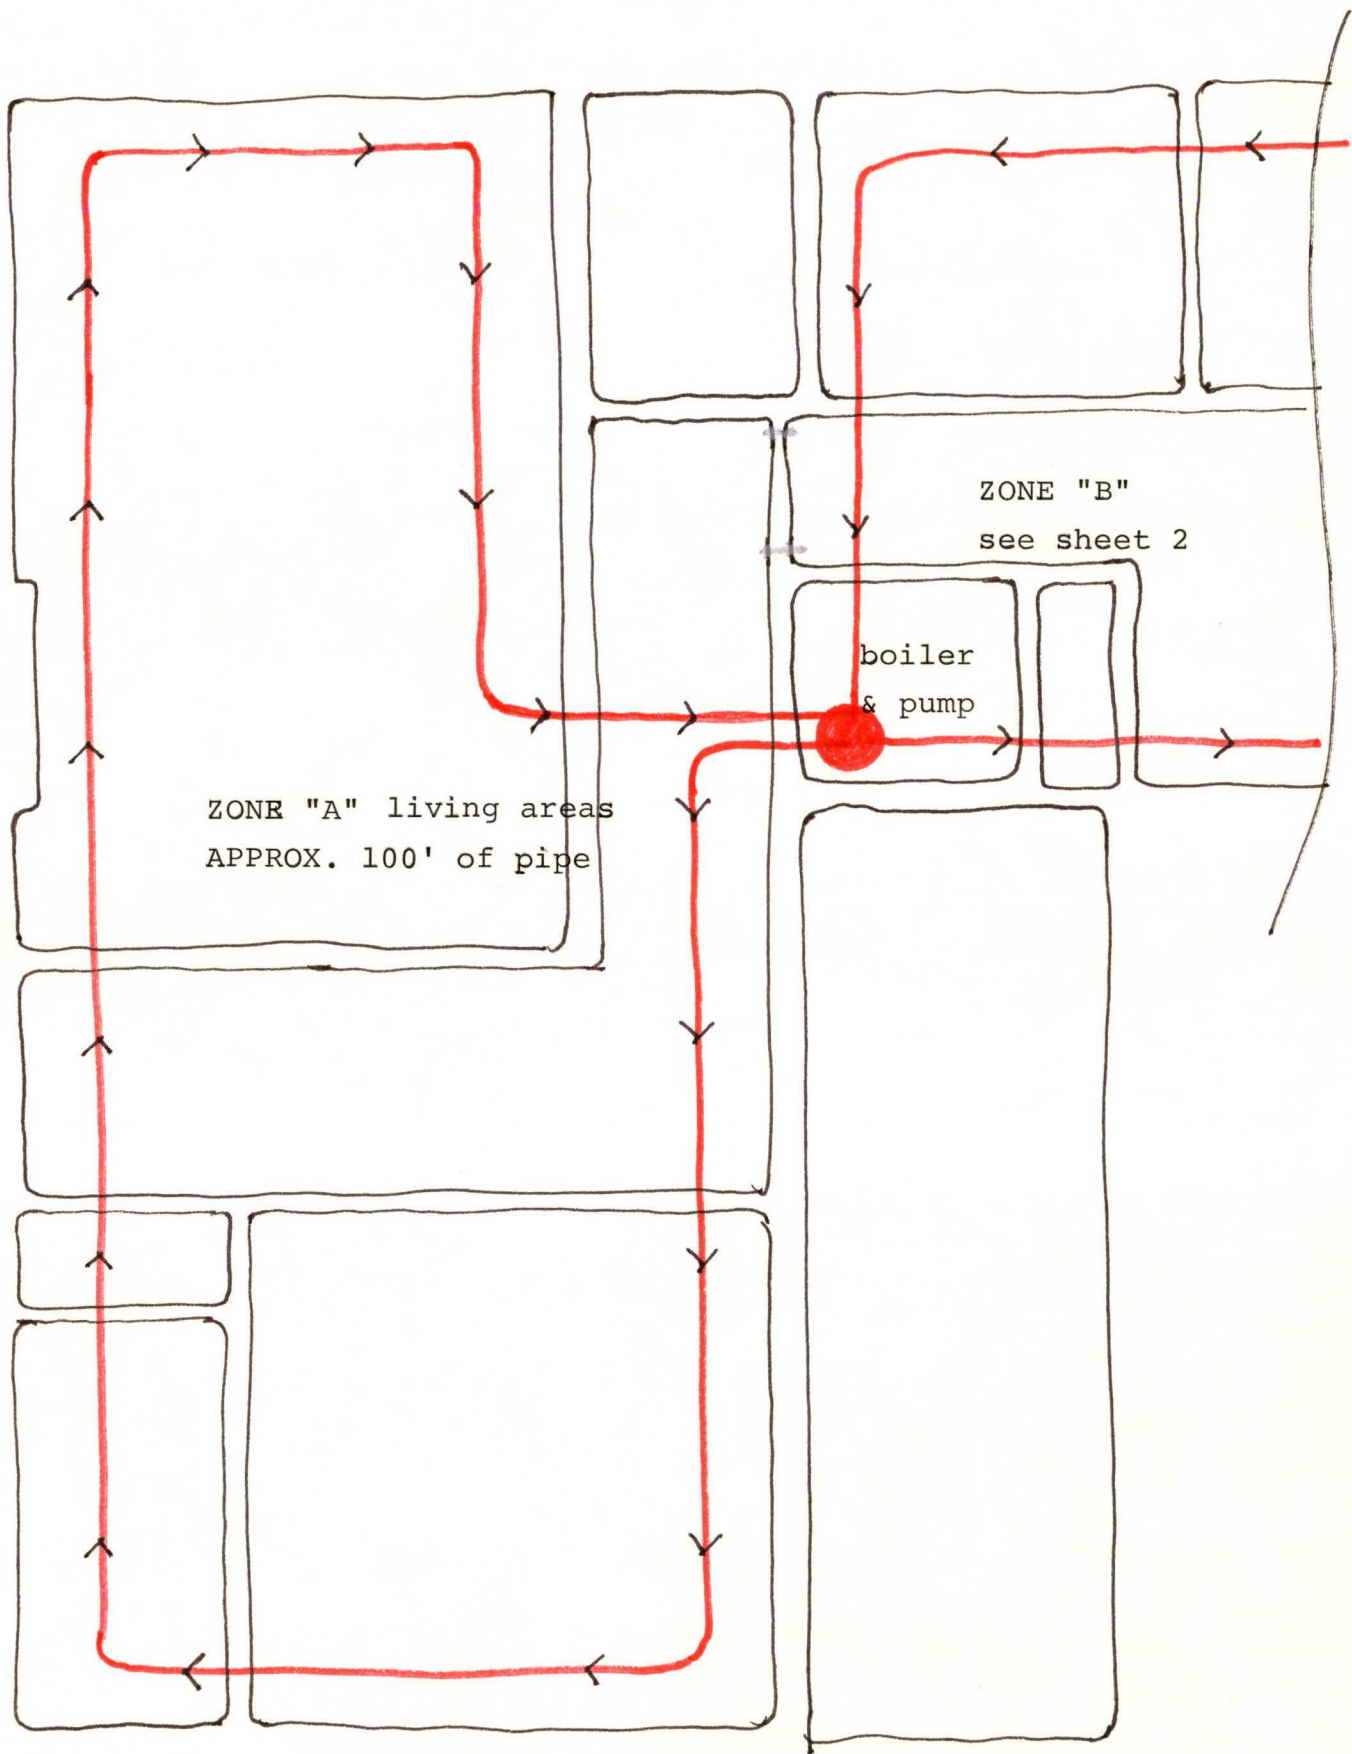 ZONE "B"
see sheet 2
boiler
& pump
ZONE "A" living areas
APPROX. 100' of pipe